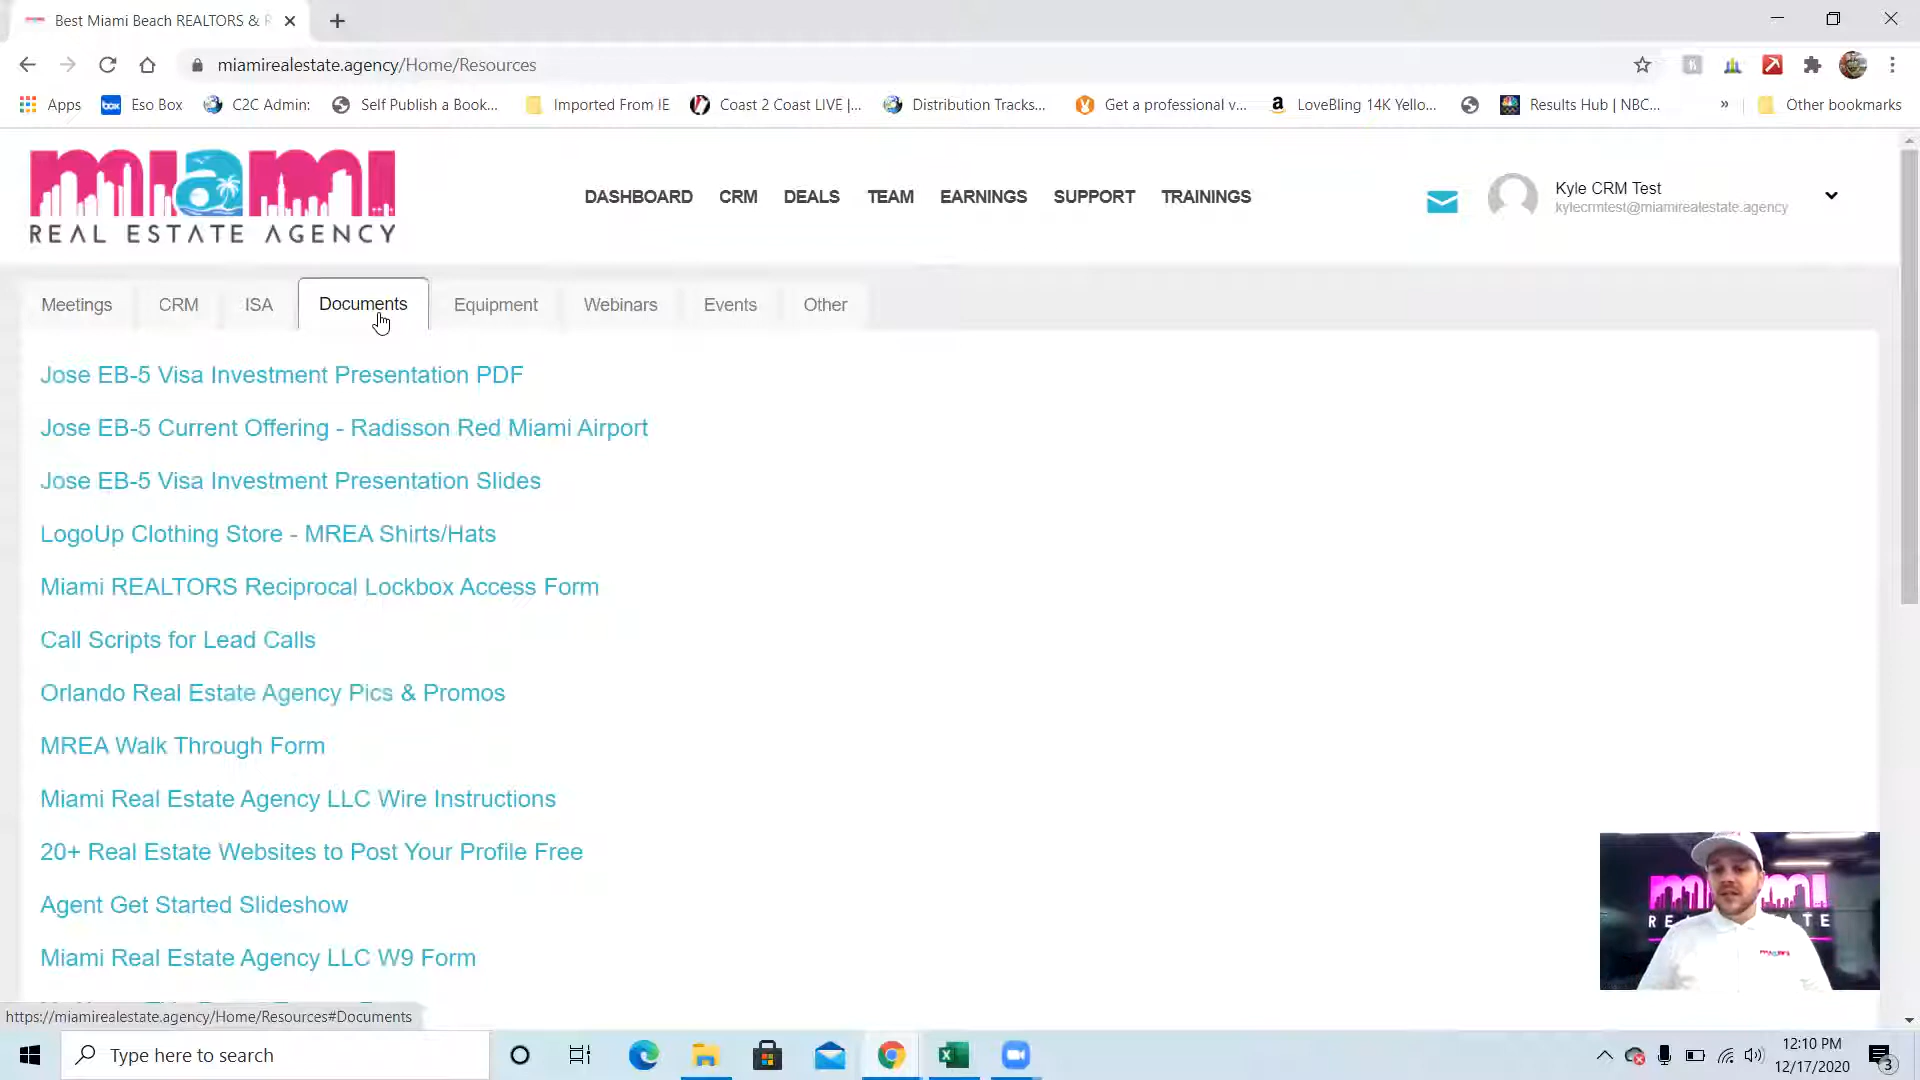 Best Miami Beach REALTORS & R
miamirealestate.agency/Home/Resources
Apps
Eso Box
C2C Admin:
Self Publish a Book...
Imported From IE
Coast 2 Coast LIVE |...
Distribution Tracks...
Get a professional v...
LoveBling 14K Yello...
Results Hub | NBC...
»
Other bookmarks
miami
REAL ESTATE AGENCY
DASHBOARD
CRM
DEALS
TEAM
EARNINGS
SUPPORT
TRAININGS
Kyle CRM Test
kylecrmtest@miamirealestate.agency
Meetings
CRM
ISA
Documents
Equipment
Webinars
Events
Other
Jose EB-5 Visa Investment Presentation PDF
Jose EB-5 Current Offering - Radisson Red Miami Airport
Jose EB-5 Visa Investment Presentation Slides
LogoUp Clothing Store - MREA Shirts/Hats
Miami REALTORS Reciprocal Lockbox Access Form
Call Scripts for Lead Calls
Orlando Real Estate Agency Pics & Promos
MREA Walk Through Form
Miami Real Estate Agency LLC Wire Instructions
20+ Real Estate Websites to Post Your Profile Free
Agent Get Started Slideshow
Miami Real Estate Agency LLC W9 Form
https://miamirealestate.agency/Home/Resources#Documents
Type here to search
12:10 PM
12/17/2020
3